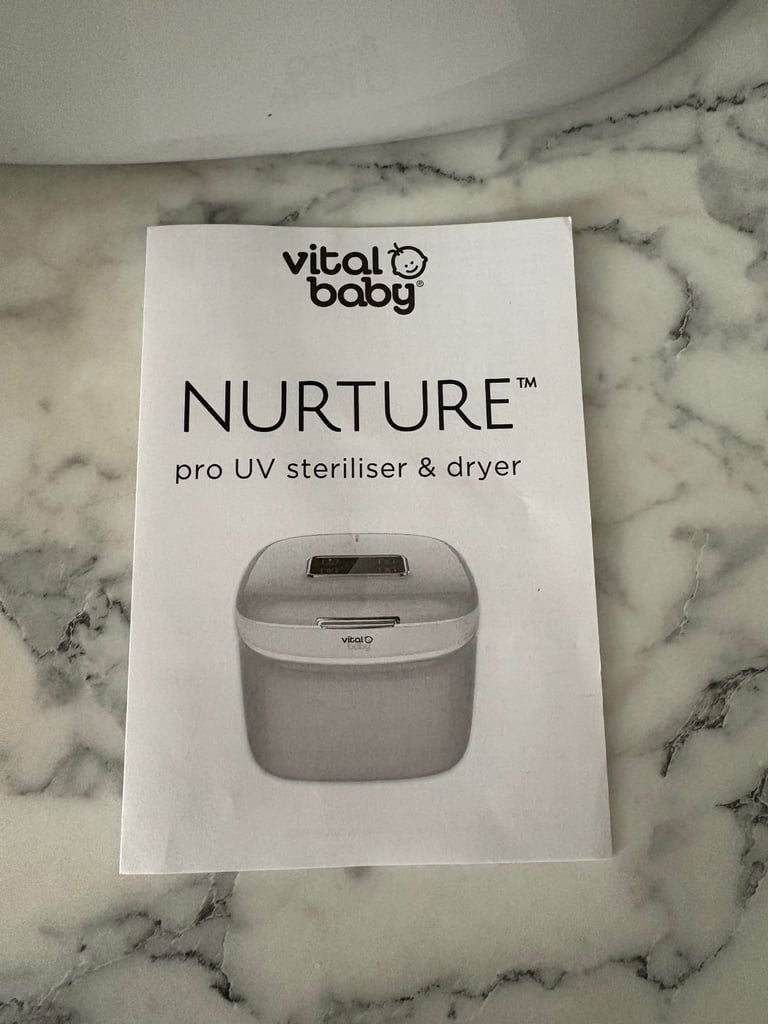 vital
baby®
NURTURE™
pro UV steriliser & dryer
vital
baby